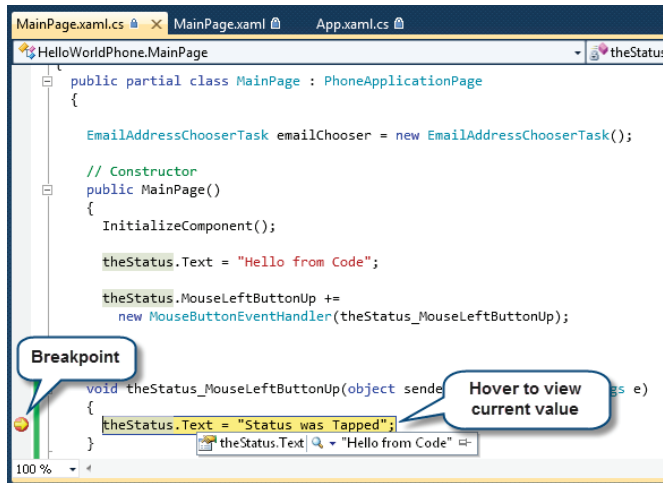 MainPage.xaml.cs MainPage.xaml App.xaml.cs
HelloWorldPhone.MainPage theStatus
{
public partial class MainPage : PhoneApplicationPage
{
EmailAddressChooserTask emailChooser = new EmailAddressChooserTask();
// Constructor
public MainPage()
{
InitializeComponent();
theStatus.Text = "Hello from Code";
theStatus.MouseLeftButtonUp +=
new MouseButtonEventHandler(theStatus_MouseLeftButtonUp);
Breakpoint
void theStatus_MouseLeftButtonUp(object sende gs e)
Hover to view
current value
{
theStatus.Text = "Status was Tapped";
} theStatus.Text "Hello from Code"
100 %